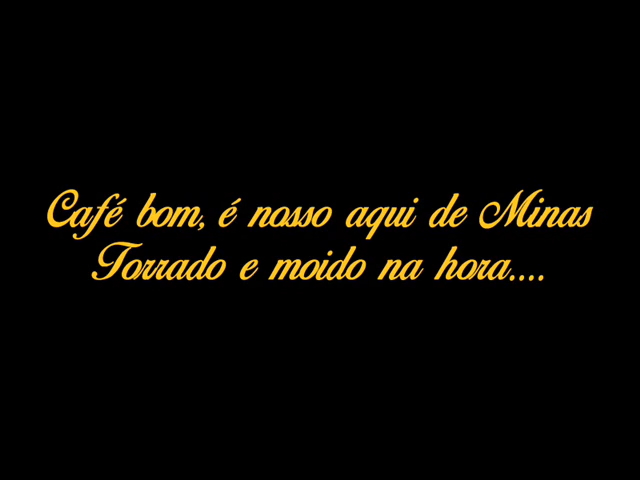 Café bom, é nosso aqui de Minas
Torrado e moido na hora....